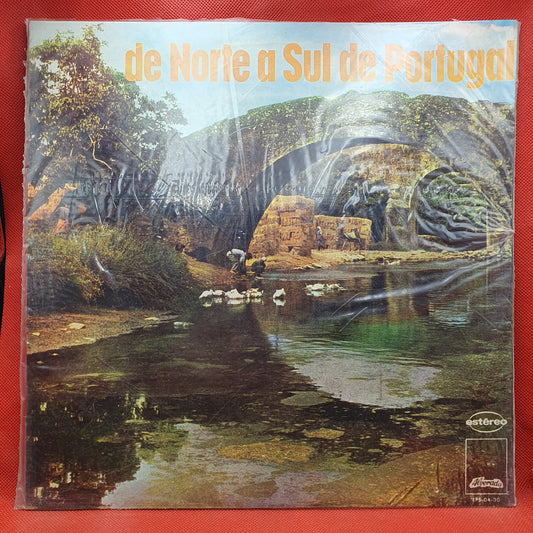 de Norte a Sul de Portugal
estéreo